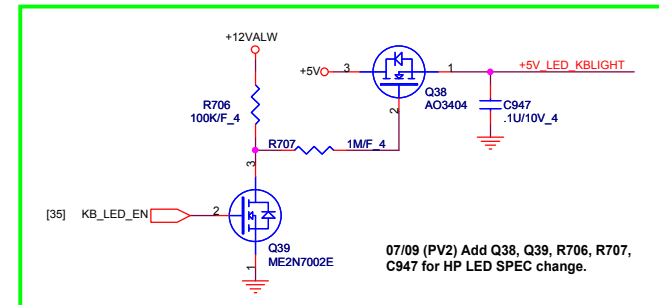 +12VALW
+5V
3
1
+5V_LED_KBLIGHT
R706
100K/F_4
Q38
AO3404
C947
.1U/10V_4
2
R707
1M/F_4
3
[35]
KB_LED_EN
2
Q39
ME2N7002E
1
07/09 (PV2) Add Q38, Q39, R706, R707,
C947 for HP LED SPEC change.